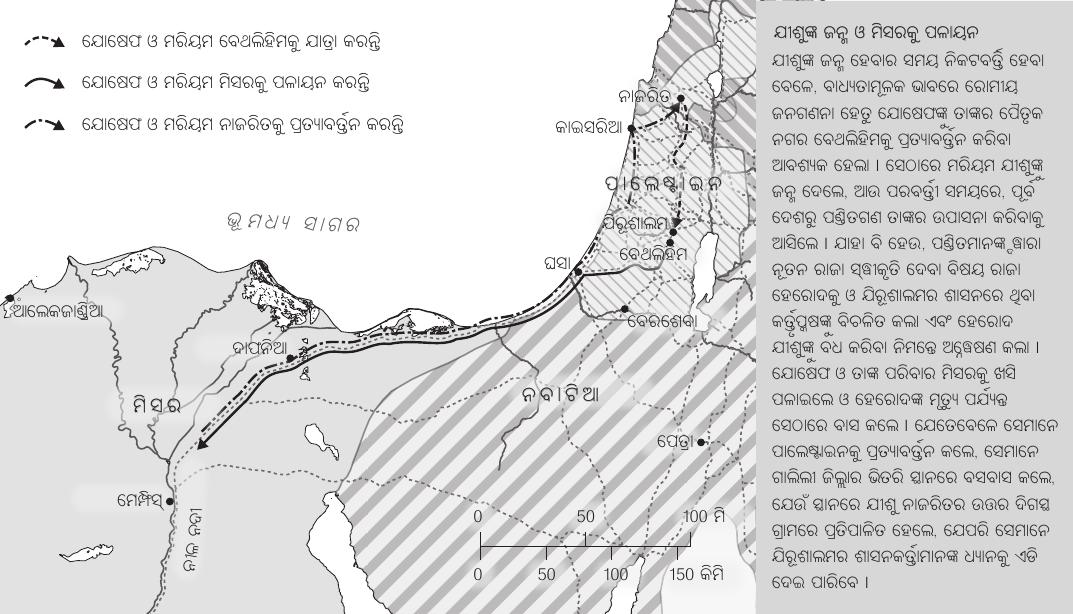 ଯୋଷେଫ ଓ ମରିୟମ ବେଥଲିହିମକୁ ଯାତ୍ରା କରନ୍ତି
ଯୋଷେଫ ଓ ମରିୟମ ମିସରକୁ ପଳାୟନ କରନ୍ତି
ଯୋଷେଫ ଓ ମରିୟମ ନାଜରିତକୁ ପ୍ରତ୍ୟାବର୍ତ୍ତନ କରନ୍ତି
ନାଜରିତ
କାଇସରିଆ
ପାଲେଷ୍ଟାଇନ
ଭୂମଧ୍ୟ ସାଗର
ଯିରୂଶାଲମ
ବେଥଲିହିମ
ଘସା
ଆଲେକଜାଣ୍ଡ୍ରିଆ
ବେରଶେବା
ଦାପନିଆ
ମିସର
ନବାଟିଆ
ପେତ୍ରା
ମେମ୍ଫିସ୍
ନୀଳ ନଦୀ
0 50 100 ମି
0 50 100 150 କିମି
ଯୀଶୁଙ୍କ ଜନ୍ମ ଓ ମିସରକୁ ପଳାୟନ
ଯୀଶୁଙ୍କ ଜନ୍ମ ହେବାର ସମୟ ନିକଟବର୍ତ୍ତି ହେବା
ବେଳେ, ବାଧ୍ୟତାମୂଳକ ଭାବରେ ରୋମୀୟ
ଜନଗଣନା ହେତୁ ଯୋଷେଫଙ୍କୁ ତାଙ୍କର ପୈତୃକ
ନଗର ବେଥଲିହିମକୁ ପ୍ରତ୍ୟାବର୍ତ୍ତନ କରିବା
ଆବଶ୍ୟକ ହେଲା । ସେଠାରେ ମରିୟମ ଯୀଶୁଙ୍କୁ
ଜନ୍ମ ଦେଲେ, ଆଉ ପରବର୍ତ୍ତୀ ସମୟରେ, ପୂର୍ବ
ଦେଶରୁ ପଣ୍ଡିତଗଣ ତାଙ୍କର ଉପାସନା କରିବାକୁ
ଆସିଲେ । ଯାହା ବି ହେଉ, ପଣ୍ଡିତମାନଙ୍କ ଦ୍ୱାରା
ନୂତନ ରାଜା ସ୍ୱୀକୃତି ଦେବା ବିଷୟ ରାଜା
ହେରୋଦକୁ ଓ ଯିରୂଶାଲମର ଶାସନରେ ଥିବା
କର୍ତ୍ତୃପକ୍ଷଙ୍କୁ ବିଚଳିତ କଲା ଏବଂ ହେରୋଦ
ଯୀଶୁଙ୍କୁ ବଧ କରିବା ନିମନ୍ତେ ଅନ୍ୱେଷଣ କଲା ।
ଯୋଷେଫ ଓ ତାଙ୍କ ପରିବାର ମିସରକୁ ଖସି
ପଳାଇଲେ ଓ ହେରୋଦଙ୍କ ମୃତ୍ୟୁ ପର୍ଯ୍ୟନ୍ତ
ସେଠାରେ ବାସ କଲେ । ଯେତେବେଳେ ସେମାନେ
ପାଲେଷ୍ଟାଇନକୁ ପ୍ରତ୍ୟାବର୍ତ୍ତନ କଲେ, ସେମାନେ
ଗାଲିଲୀ ଜିଲ୍ଲାର ଭିତରି ସ୍ଥାନରେ ବସବାସ କଲେ,
ଯେଉଁ ସ୍ଥାନରେ ଯୀଶୁ ନାଜରିତର ଉତ୍ତର ଦିଗସ୍ଥ
ଗ୍ରାମରେ ପ୍ରତିପାଳିତ ହେଲେ, ଯେପରି ସେମାନେ
ଯିରୂଶାଲମର ଶାସନକର୍ତ୍ତାମାନଙ୍କ ଧ୍ୟାନକୁ ଏଡି
ଦେଇ ପାରିବେ ।